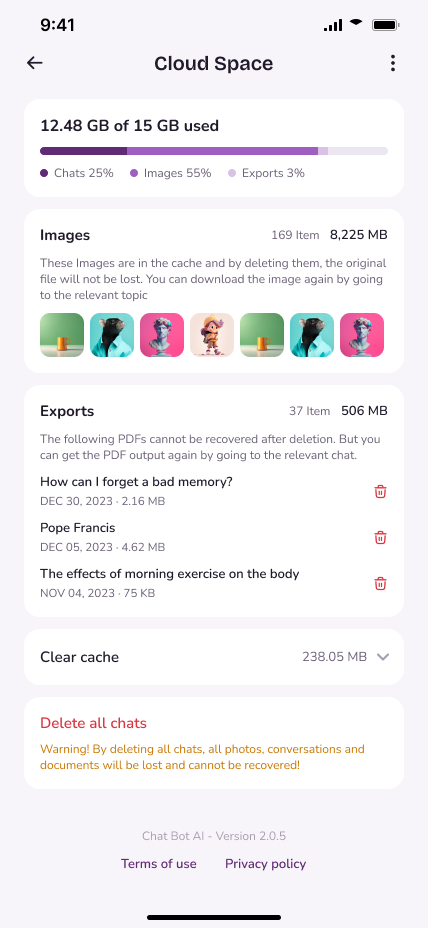 9:41
Cloud Space
12.48 GB of 15 GB used
Chats 25% Images 55% Exports 3%
Images 169 Item 8,225 MB
These Images are in the cache and by deleting them, the original
file will not be lost. You can download the image again by going
to the relevant topic
Exports 37 Item 506 MB
The following PDFs cannot be recovered after deletion. But you
can get the PDF output again by going to the relevant chat.
How can I forget a bad memory?
DEC 30, 2023 · 2.16 MB
Pope Francis
DEC 05, 2023 · 4.62 MB
The effects of morning exercise on the body
NOV 04, 2023 · 75 KB
Clear cache 238.05 MB
Delete all chats
Warning! By deleting all chats, all photos, conversations and
documents will be lost and cannot be recovered!
Chat Bot AI - Version 2.0.5
Terms of use Privacy policy